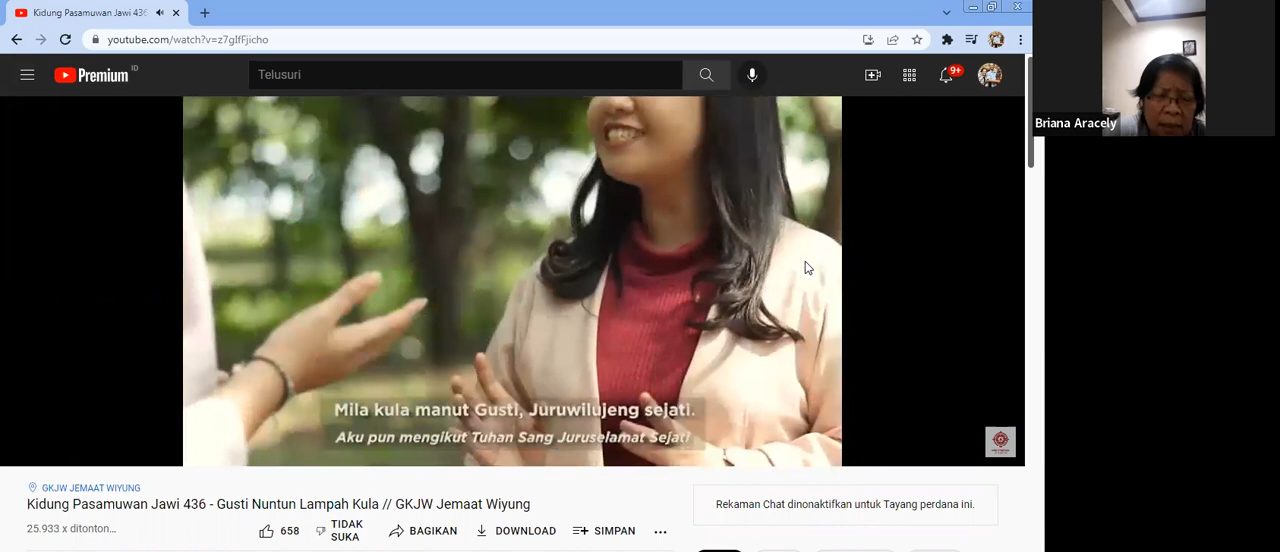 Kidung Pasamuwan Jawi 436
youtube.com/watch?v=z7gIfFjicho
Premium ID
Telusuri
9+
Briana Aracely
Mila kula manut Gusti, Juruwilujeng sejati.
Aku pun mengikut Tuhan Sang Juruselamat Sejati
GKJW JEMAAT WIYUNG
Kidung Pasamuwan Jawi 436 - Gusti Nuntun Lampah Kula // GKJW Jemaat Wiyung
Rekaman Chat dinonaktifkan untuk Tayang perdana ini.
25.933 x ditonton...
658
TIDAK
SUKA
BAGIKAN
DOWNLOAD
SIMPAN